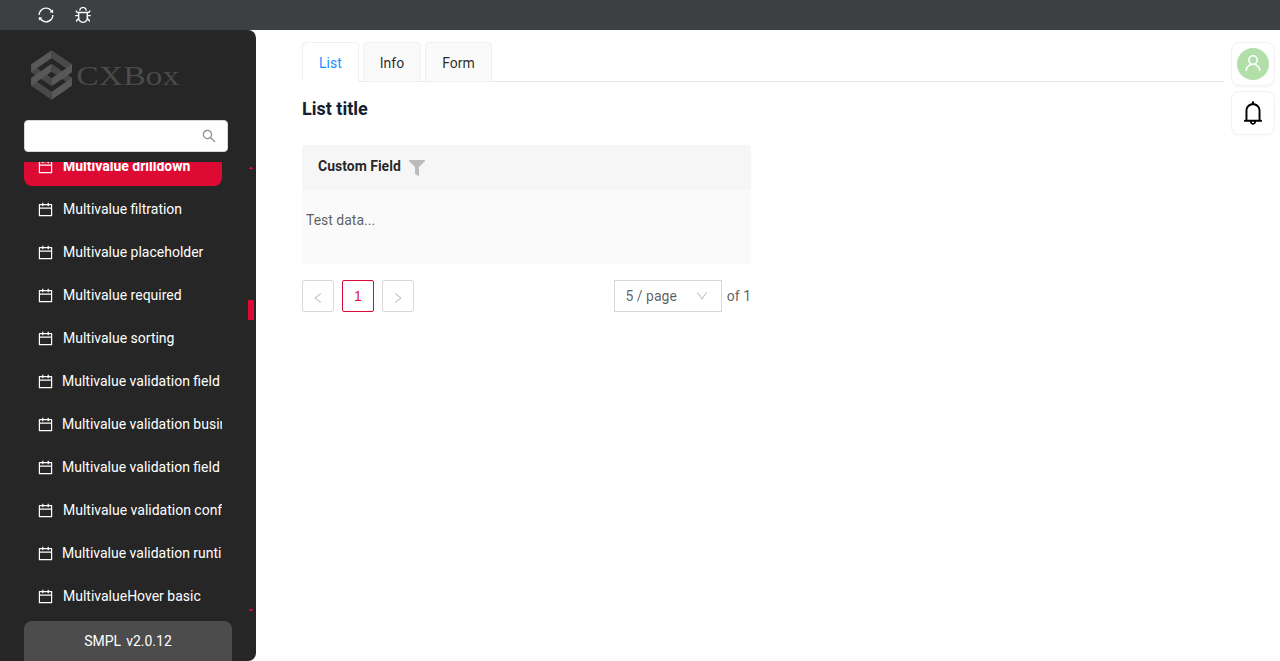 CXBox
Multivalue drilldown
Multivalue filtration
Multivalue placeholder
Multivalue required
Multivalue sorting
Multivalue validation field
Multivalue validation busin
Multivalue validation field
Multivalue validation conf
Multivalue validation runti
MultivalueHover basic
SMPL v2.0.12
List Info Form
List title
Custom Field
Test data...
< 1 > 5 / page of 1